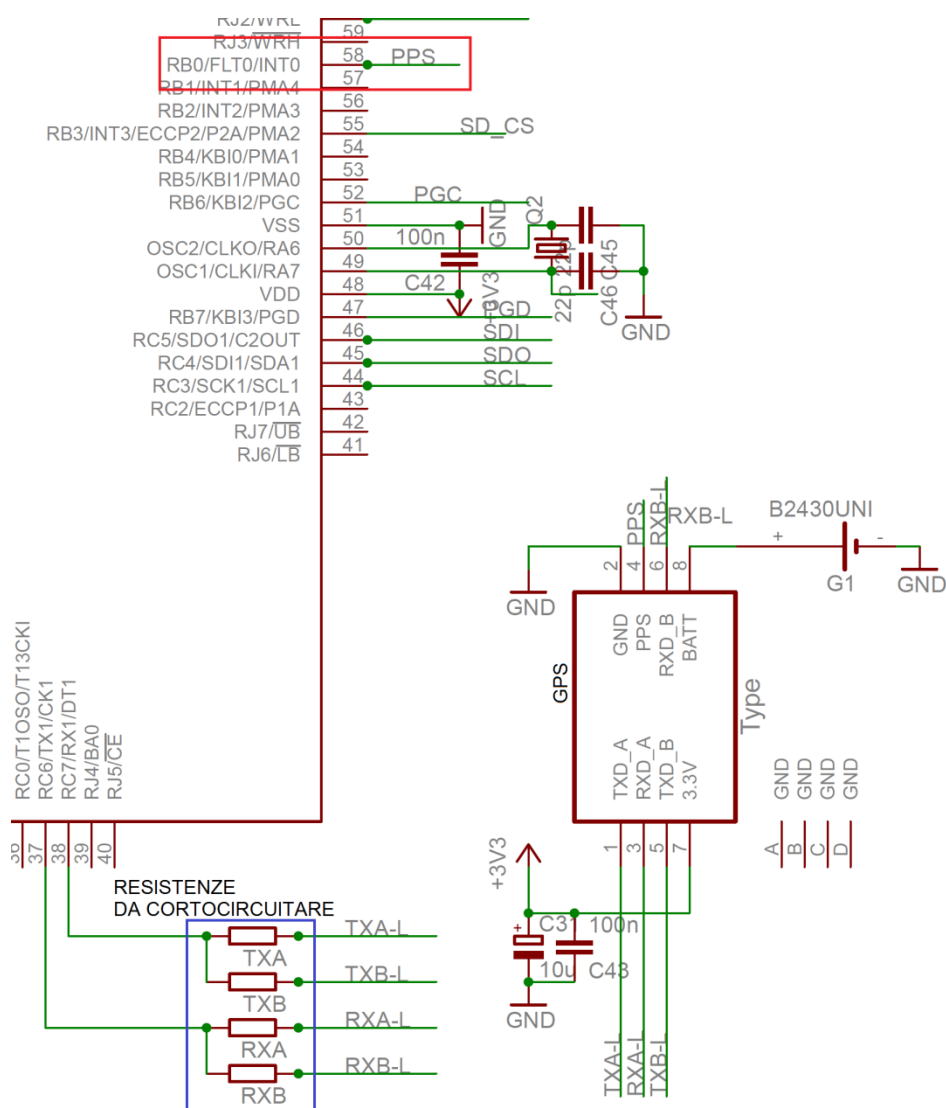 RJ2/WRL
59
RJ3/WRH
58
RB0/FLT0/INT0
PPS
57
RB1/INT1/PMA4
56
RB2/INT2/PMA3
55
RB3/INT3/ECCP2/P2A/PMA2
SD_CS
54
RB4/KBI0/PMA1
53
RB5/KBI1/PMA0
52
RB6/KBI2/PGC
PGC
51
VSS
GND
Q2
50
OSC2/CLKO/RA6
100n
22p
C45
49
OSC1/CLKI/RA7
48
VDD
C42
+3V3
22p
C46
GND
47
RB7/KBI3/PGD
PGD
46
RC5/SDO1/C2OUT
SDI
45
RC4/SDI1/SDA1
SDO
44
RC3/SCK1/SCL1
SCL
43
RC2/ECCP1/P1A
42
RJ7/UB
41
RJ6/LB
PPS
RXB-L
RXB-L
B2430UNI
+ -
G1
GND
GND
2 4 6 8
GND
PPS
RXD_B
BATT
GPS
Type
TXD_A
RXD_A
TXD_B
3.3V
1 3 5 7
GND
GND
GND
GND
A
B
C
D
RC0/T1OSO/T13CKI
RC6/TX1/CK1
RC7/RX1/DT1
RJ4/BA0
RJ5/CE
36
37
38
39
40
RESISTENZE
DA CORTOCIRCUITARE
TXA-L
TXA
TXB-L
TXB
RXA-L
RXA
RXB-L
RXB
+3V3
+
C31
100n
10u
C43
GND
TXA-L
RXA-L
TXB-L